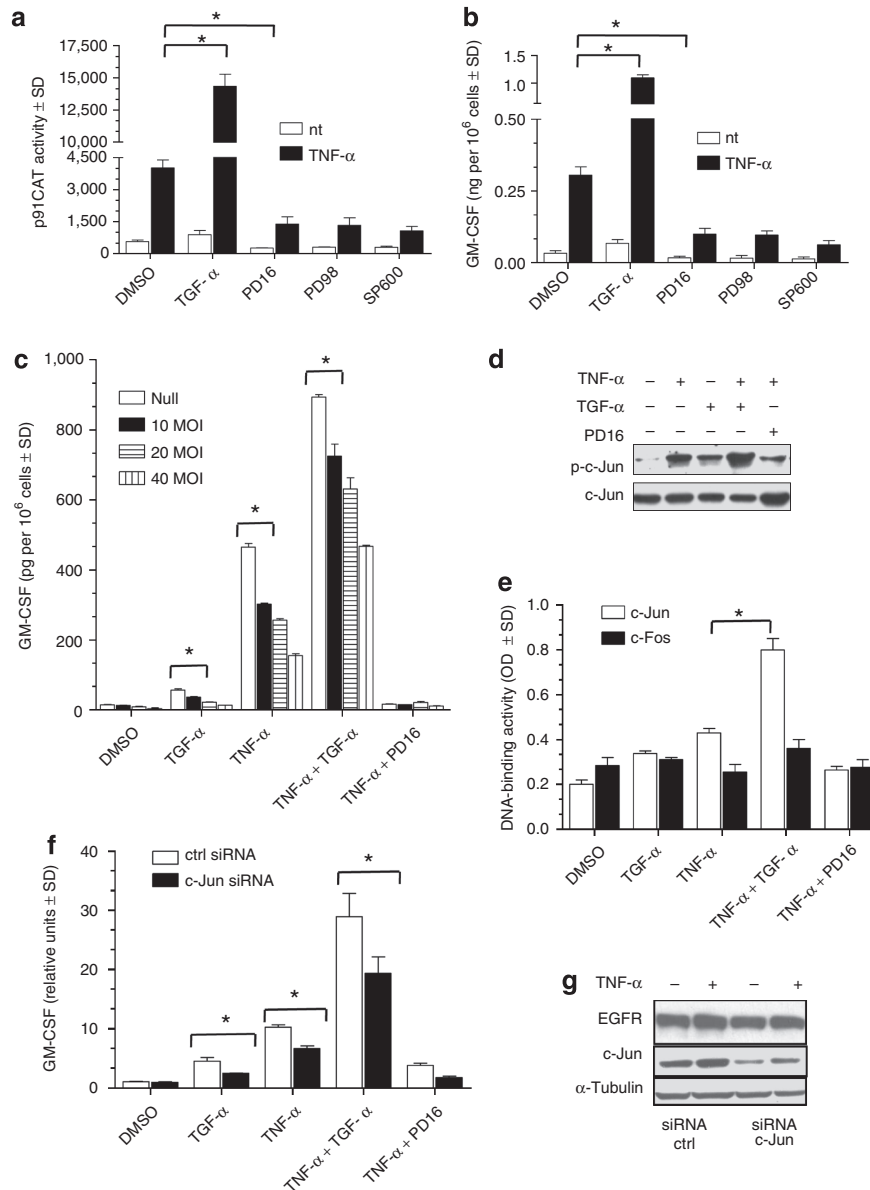 a
*
*
p91CAT activity ± SD
17,500
15,000
12,500
10,000
4,500
3,000
1,500
0
nt
TNF-α
DMSO
TGF- α
PD16
PD98
SP600
b
*
*
GM-CSF (ng per 10⁶ cells ± SD)
1.5
1.0
0.50
0.25
0.00
nt
TNF-α
DMSO
TGF- α
PD16
PD98
SP600
c
GM-CSF (pg per 10⁶ cells ± SD)
1,000
800
600
400
200
0
Null
10 MOI
20 MOI
40 MOI
*
*
*
DMSO
TGF-α
TNF-α
TNF-α + TGF-α
TNF-α + PD16
d
TNF-α – + – + +
TGF-α – – + + –
PD16 – – – – +
p-c-Jun
c-Jun
e
DNA-binding activity (OD ± SD)
1.0
0.8
0.6
0.4
0.2
0.0
c-Jun
c-Fos
*
DMSO
TGF-α
TNF-α
TNF-α + TGF- α
TNF-α + PD16
f
GM-CSF (relative units ± SD)
40
30
20
10
0
ctrl siRNA
c-Jun siRNA
*
*
*
DMSO
TGF-α
TNF-α
TNF-α + TGF- α
TNF-α + PD16
g
TNF-α – + – +
EGFR
c-Jun
α-Tubulin
siRNA ctrl
siRNA c-Jun